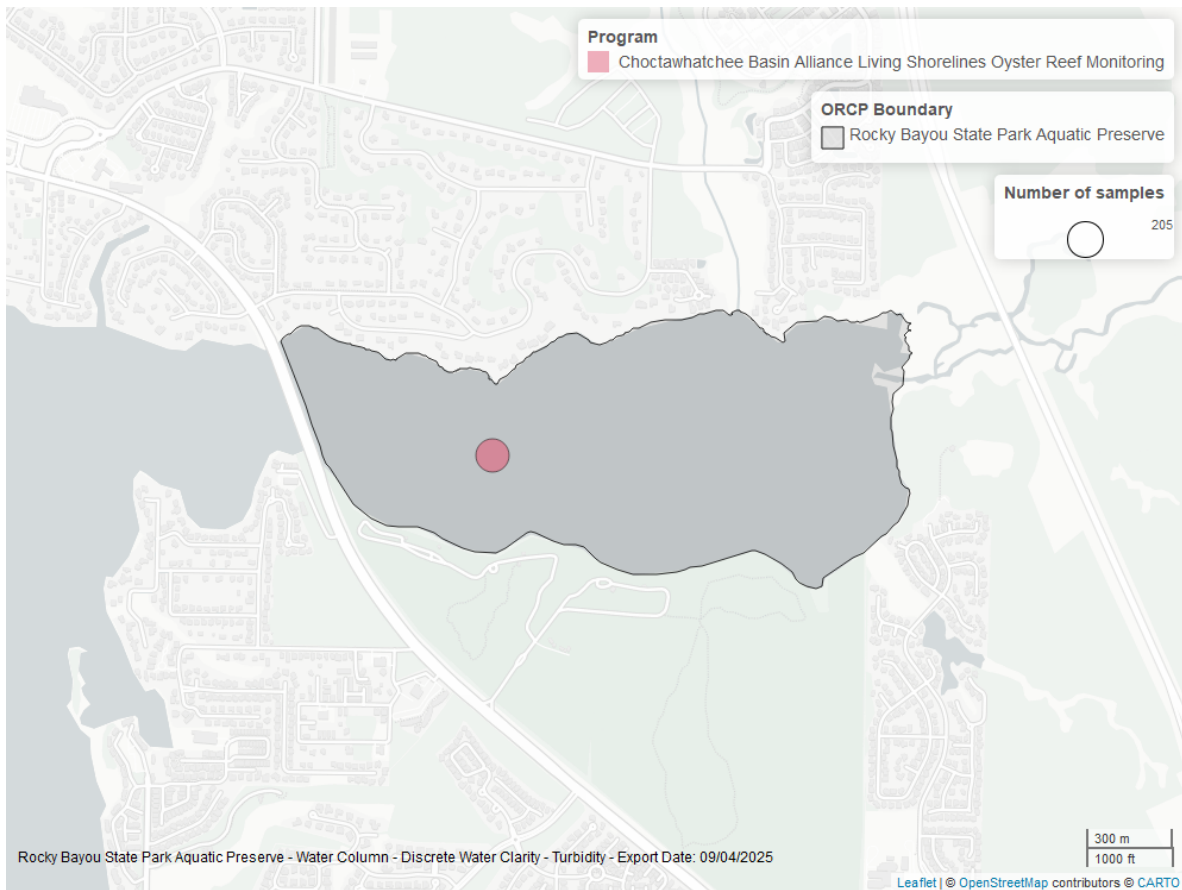 Program
Choctawhatchee Basin Alliance Living Shorelines Oyster Reef Monitoring
ORCP Boundary
Rocky Bayou State Park Aquatic Preserve
Number of samples
205
300 m
1000 ft
Rocky Bayou State Park Aquatic Preserve - Water Column - Discrete Water Clarity - Turbidity - Export Date: 09/04/2025
Leaflet | © OpenStreetMap contributors © CARTO